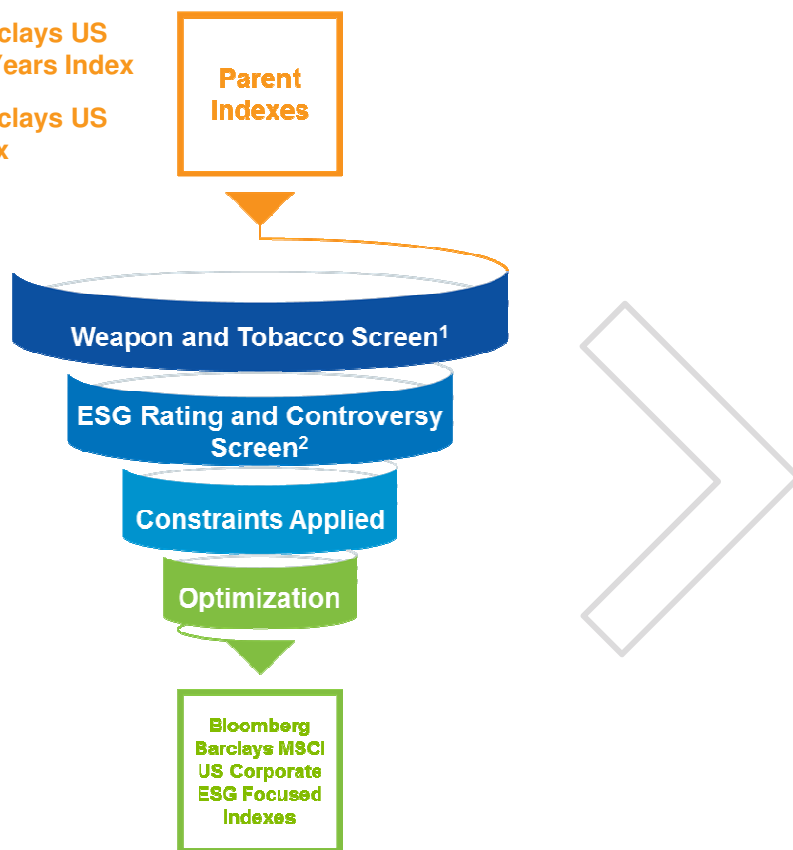 clays US
Years Index
clays US
x
Parent
Indexes
Weapon and Tobacco Screen¹
ESG Rating and Controversy
Screen²
Constraints Applied
Optimization
Bloomberg
Barclays MSCI
US Corporate
ESG Focused
Indexes